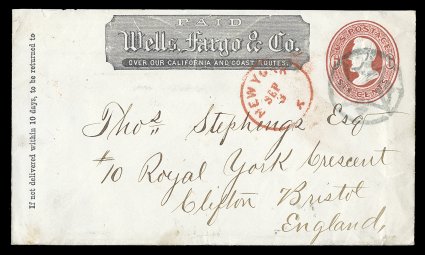 PAID
Wells, Fargo & Co.
OVER OUR CALIFORNIA AND COAST ROUTES.
U.S. POSTAGE
SIX CENTS
NEW YORK
SEP
If not delivered within 10 days, to be returned to
Thos Stephings Esq
#10 Royal York Crescent
Clifton Bristol
England,